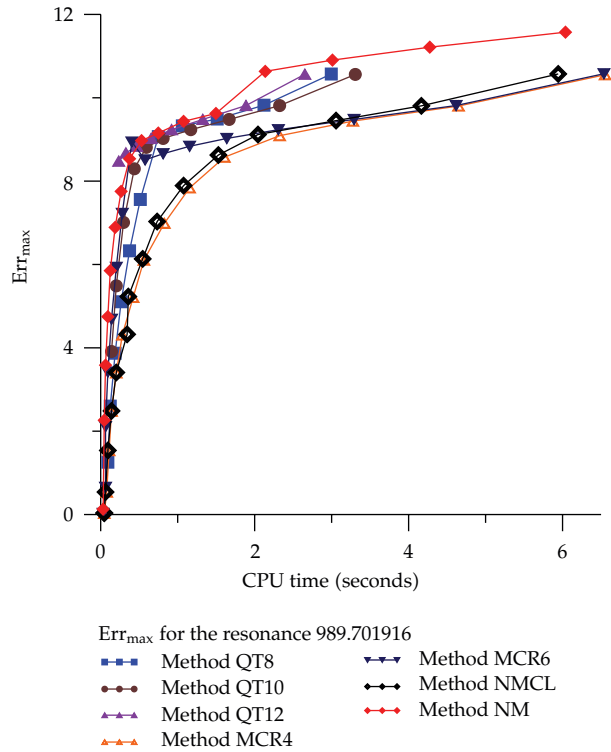 12
8
4
0
Err_max
0
2
4
6
CPU time (seconds)
Err_max for the resonance 989.701916
Method QT8
Method QT10
Method QT12
Method MCR4
Method MCR6
Method NMCL
Method NM